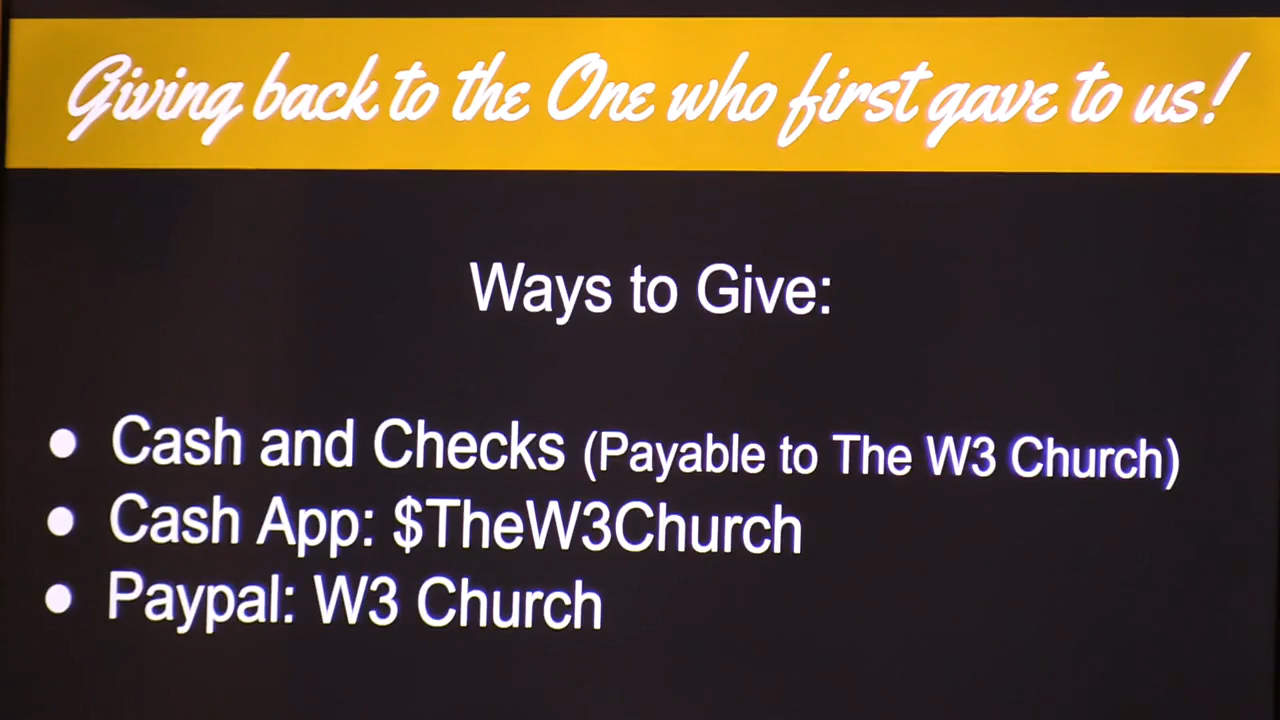 Giving back to the One who first gave to us!
Ways to Give:
• Cash and Checks (Payable to The W3 Church)
• Cash App: $TheW3Church
• Paypal: W3 Church